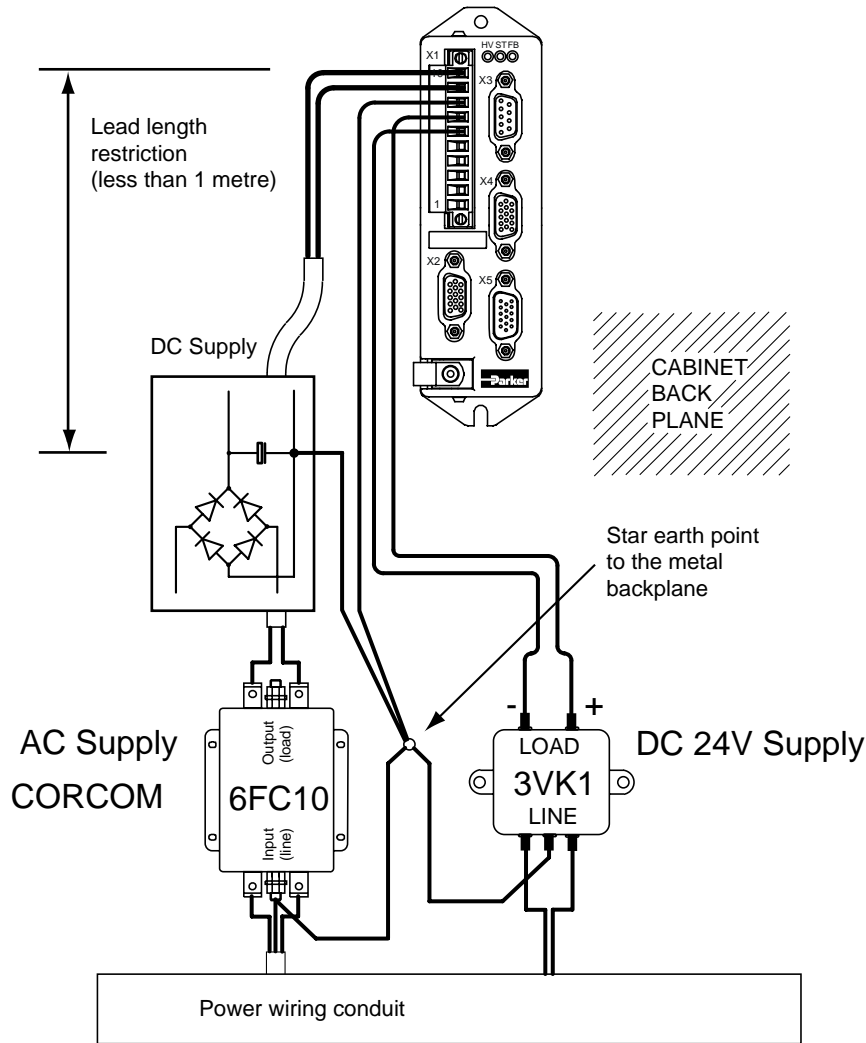 HV ST FB
X1
10
X3
Lead length
restriction
(less than 1 metre)
X4
1
X2
X5
DC Supply
Parker
CABINET
BACK
PLANE
Star earth point
to the metal
backplane
- +
AC Supply
CORCOM
Output
(load)
6FC10
Input
(line)
LOAD
3VK1
LINE
DC 24V Supply
Power wiring conduit